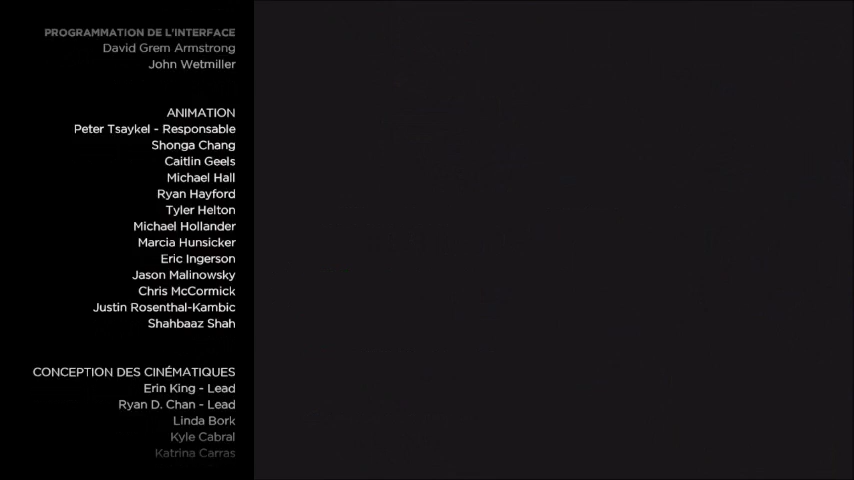 PROGRAMMATION DE L'INTERFACE
David Grem Armstrong
John Wetmiller
ANIMATION
Peter Tsaykel - Responsable
Shonga Chang
Caitlin Geels
Michael Hall
Ryan Hayford
Tyler Helton
Michael Hollander
Marcia Hunsicker
Eric Ingerson
Jason Malinowsky
Chris McCormick
Justin Rosenthal-Kambic
Shahbaaz Shah
CONCEPTION DES CINÉMATIQUES
Erin King - Lead
Ryan D. Chan - Lead
Linda Bork
Kyle Cabral
Katrina Carras